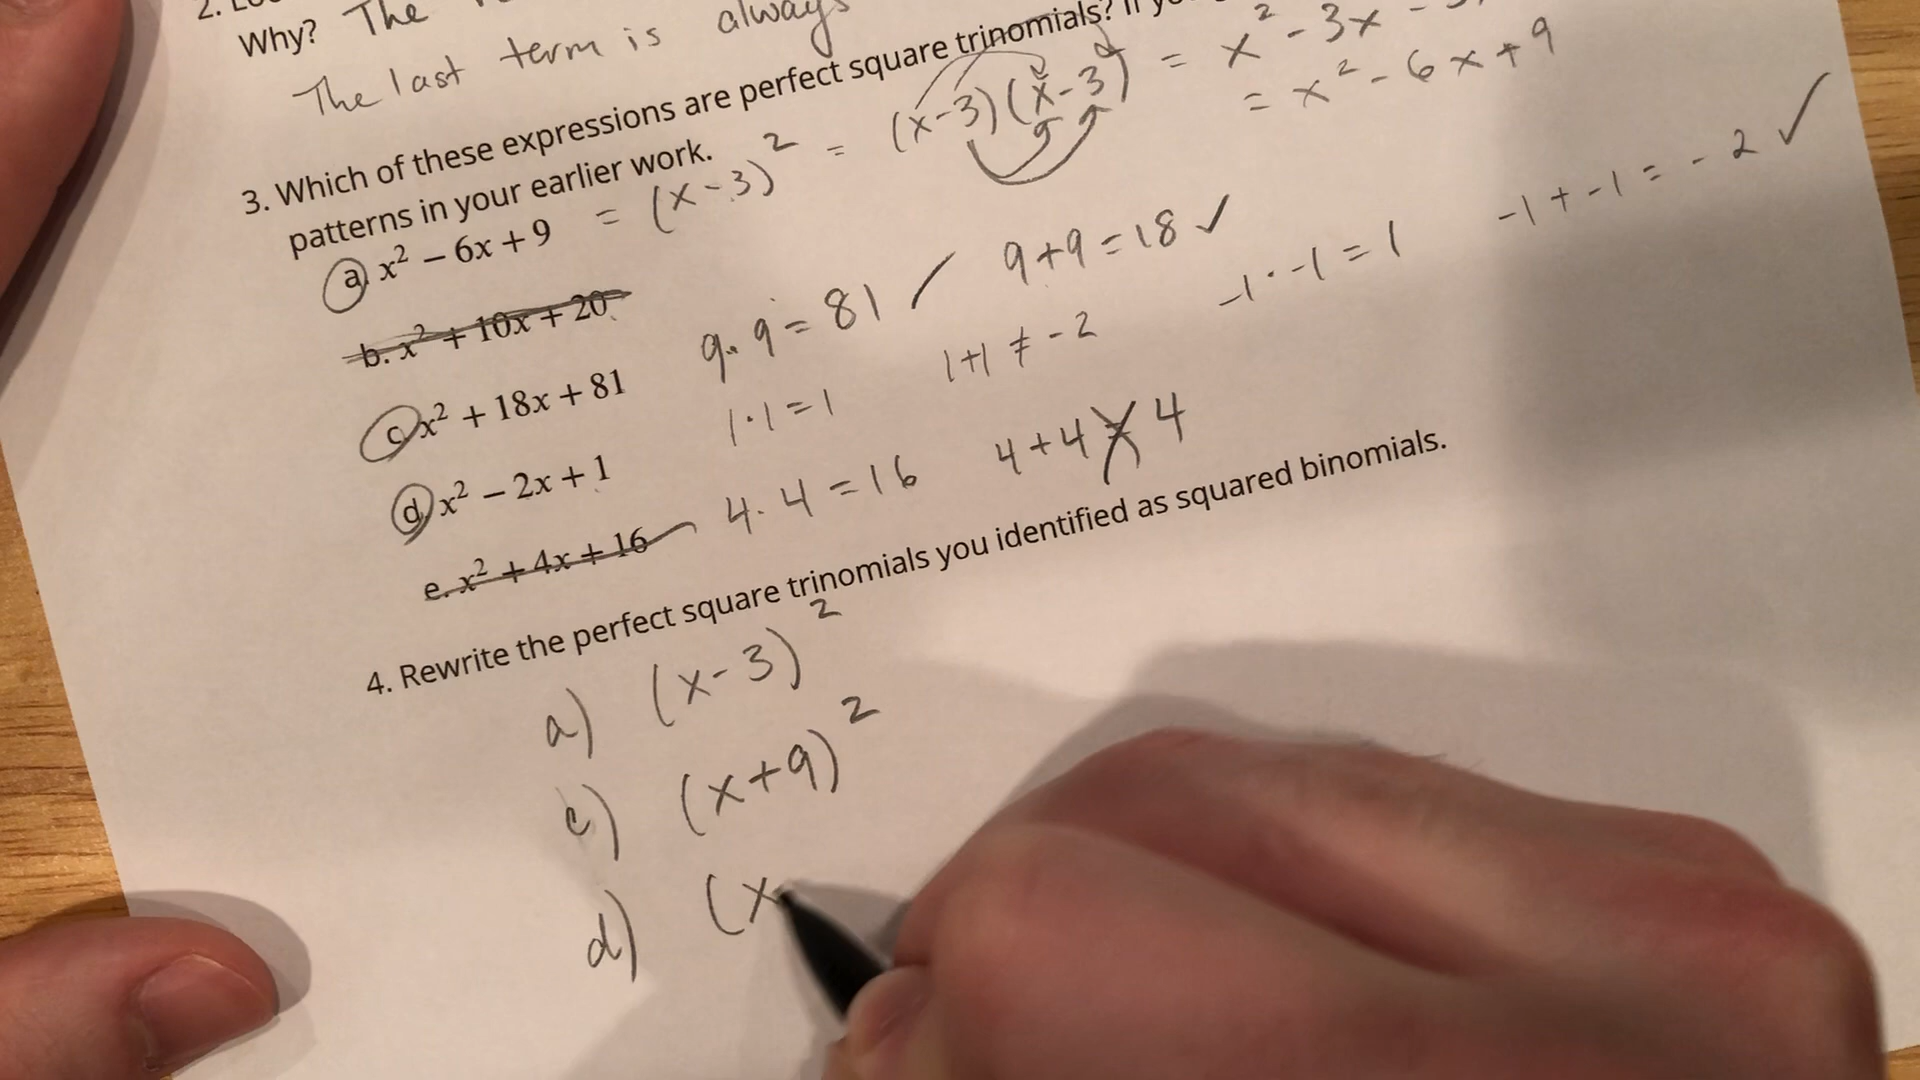 2.
Why? The
The last term is always
3. Which of these expressions are perfect square trinomials? If
patterns in your earlier work.
a. x² − 6x + 9 = (x-3)² = (x-3)(x-3) = x² - 3x -
= x² - 6x + 9
b. x² + 10x + 20
c. x² + 18x + 81 9·9 = 81 ✓ 9+9 = 18 ✓
d. x² − 2x + 1 1·1 = 1 1+1 ≠ -2 -1·-1 = 1 -1 + -1 = -2 ✓
e. x² + 4x + 16 4·4 = 16 4+4 ≠ 4
4. Rewrite the perfect square trinomials you identified as squared binomials.
a) (x-3)²
c) (x+9)²
d) (x